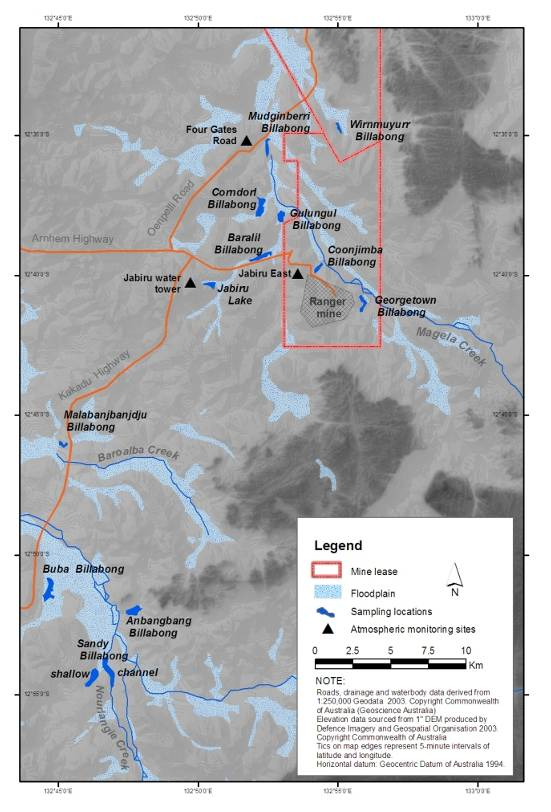 132°45'0"E
132°50'0"E
132°55'0"E
133°0'0"E
Mudginberri
Billabong
Four Gates
Road
Wirnmuyurr
Billabong
12°35'0"S
12°35'0"S
Oenpelli Road
Corndorl
Billabong
Gulungul
Billabong
Arnhem Highway
Baralil
Billabong
Coonjimba
Billabong
12°40'0"S
12°40'0"S
Jabiru water
tower
Jabiru East
Jabiru
Lake
Ranger
mine
Georgetown
Billabong
Magela Creek
Kakadu Highway
Malabanjbanjdju
Billabong
Baroalba Creek
12°50'0"S
Buba Billabong
Anbangbang
Billabong
Sandy
Billabong
shallow
channel
12°55'0"S
Nourlangie Creek
Legend
Mine lease
Floodplain
Sampling locations
Atmospheric monitoring sites
N
0 2.5 5 7.5 10
Km
NOTE:
Roads, drainage and waterbody data derived from
1:250,000 Geodata 2003. Copyright Commonwealth
of Australia (Geoscience Australia)
Elevation data sourced from 1" DEM produced by
Defence Imagery and Geospatial Organisation 2003.
Copyright Commonwealth of Australia
Tics on map edges represent 5-minute intervals of
latitude and longitude.
Horizontal datum: Geocentric Datum of Australia 1994.
132°45'0"E
132°50'0"E
132°55'0"E
133°0'0"E